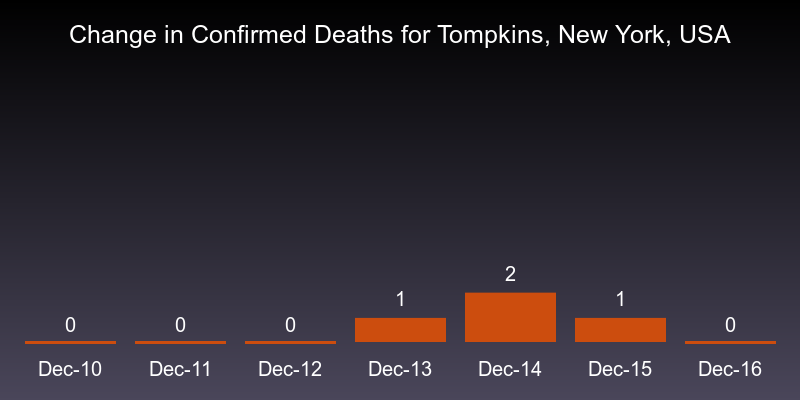 Change in Confirmed Deaths for Tompkins, New York, USA
0 0 0 1 2 1 0
Dec-10 Dec-11 Dec-12 Dec-13 Dec-14 Dec-15 Dec-16